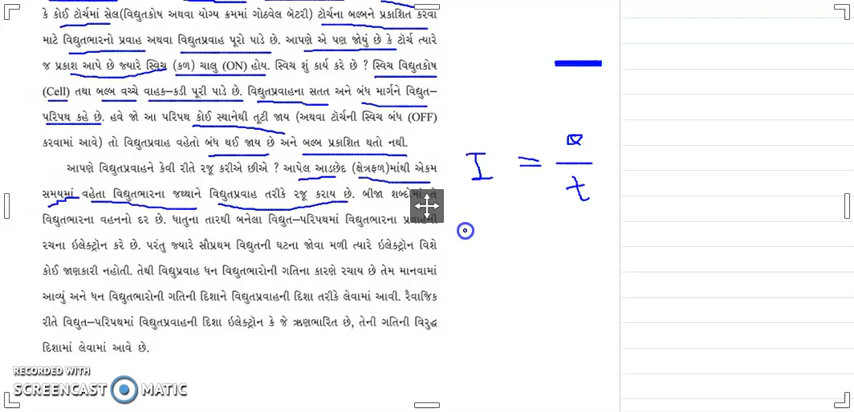 કે કોઈ ટૉર્ચમાં સેલ(વિદ્યુતકોષ અથવા યોગ્ય ક્રમમાં ગોઠવેલ બેટરી) ટૉર્ચના બલ્બને પ્રકાશિત કરવા
માટે વિદ્યુતભારનો પ્રવાહ અથવા વિદ્યુતપ્રવાહ પૂરો પાડે છે. આપણે એ પણ જોયું છે કે ટૉર્ચ ત્યારે
જ પ્રકાશ આપે છે જ્યારે સ્વિચ (કળ) ચાલુ (ON) હોય. સ્વિચ શું કાર્ય કરે છે ? સ્વિચ વિદ્યુતકોષ
(Cell) તથા બલ્બ વચ્ચે વાહક-કડી પૂરી પાડે છે. વિદ્યુતપ્રવાહના સતત અને બંધ માર્ગને વિદ્યુત-
પરિપથ કહે છે. હવે જો આ પરિપથ કોઈ સ્થાનેથી તૂટી જાય (અથવા ટૉર્ચની સ્વિચ બંધ (OFF)
કરવામાં આવે) તો વિદ્યુતપ્રવાહ વહેતો બંધ થઈ જાય છે અને બલ્બ પ્રકાશિત થતો નથી.
આપણે વિદ્યુતપ્રવાહને કેવી રીતે રજૂ કરીએ છીએ ? આપેલ આડછેદ (ક્ષેત્રફળ)માંથી એકમ
સમયમાં વહેતા વિદ્યુતભારના જથ્થાને વિદ્યુતપ્રવાહ તરીકે રજૂ કરાય છે. બીજા શબ્દોમાં તે
વિદ્યુતભારના વહનનો દર છે. ધાતુના તારથી બનેલા વિદ્યુત-પરિપથમાં વિદ્યુતભારના પ્રવાહની
રચના ઇલેક્ટ્રૉન કરે છે. પરંતુ જ્યારે સૌપ્રથમ વિદ્યુતની ઘટના જોવા મળી ત્યારે ઇલેક્ટ્રૉન વિશે
કોઈ જાણકારી નહોતી. તેથી વિદ્યુપ્રવાહ ધન વિદ્યુતભારોની ગતિના કારણે રચાય છે તેમ માનવામાં
આવ્યું અને ધન વિદ્યુતભારોની ગતિની દિશાને વિદ્યુતપ્રવાહની દિશા તરીકે લેવામાં આવી. રૈવાજિક
રીતે વિદ્યુત-પરિપથમાં વિદ્યુતપ્રવાહની દિશા ઇલેક્ટ્રૉન કે જે ઋણભારિત છે, તેની ગતિની વિરુદ્ધ
દિશામાં લેવામાં આવે છે.
I = Q
t
RECORDED WITH
SCREENCAST MATIC